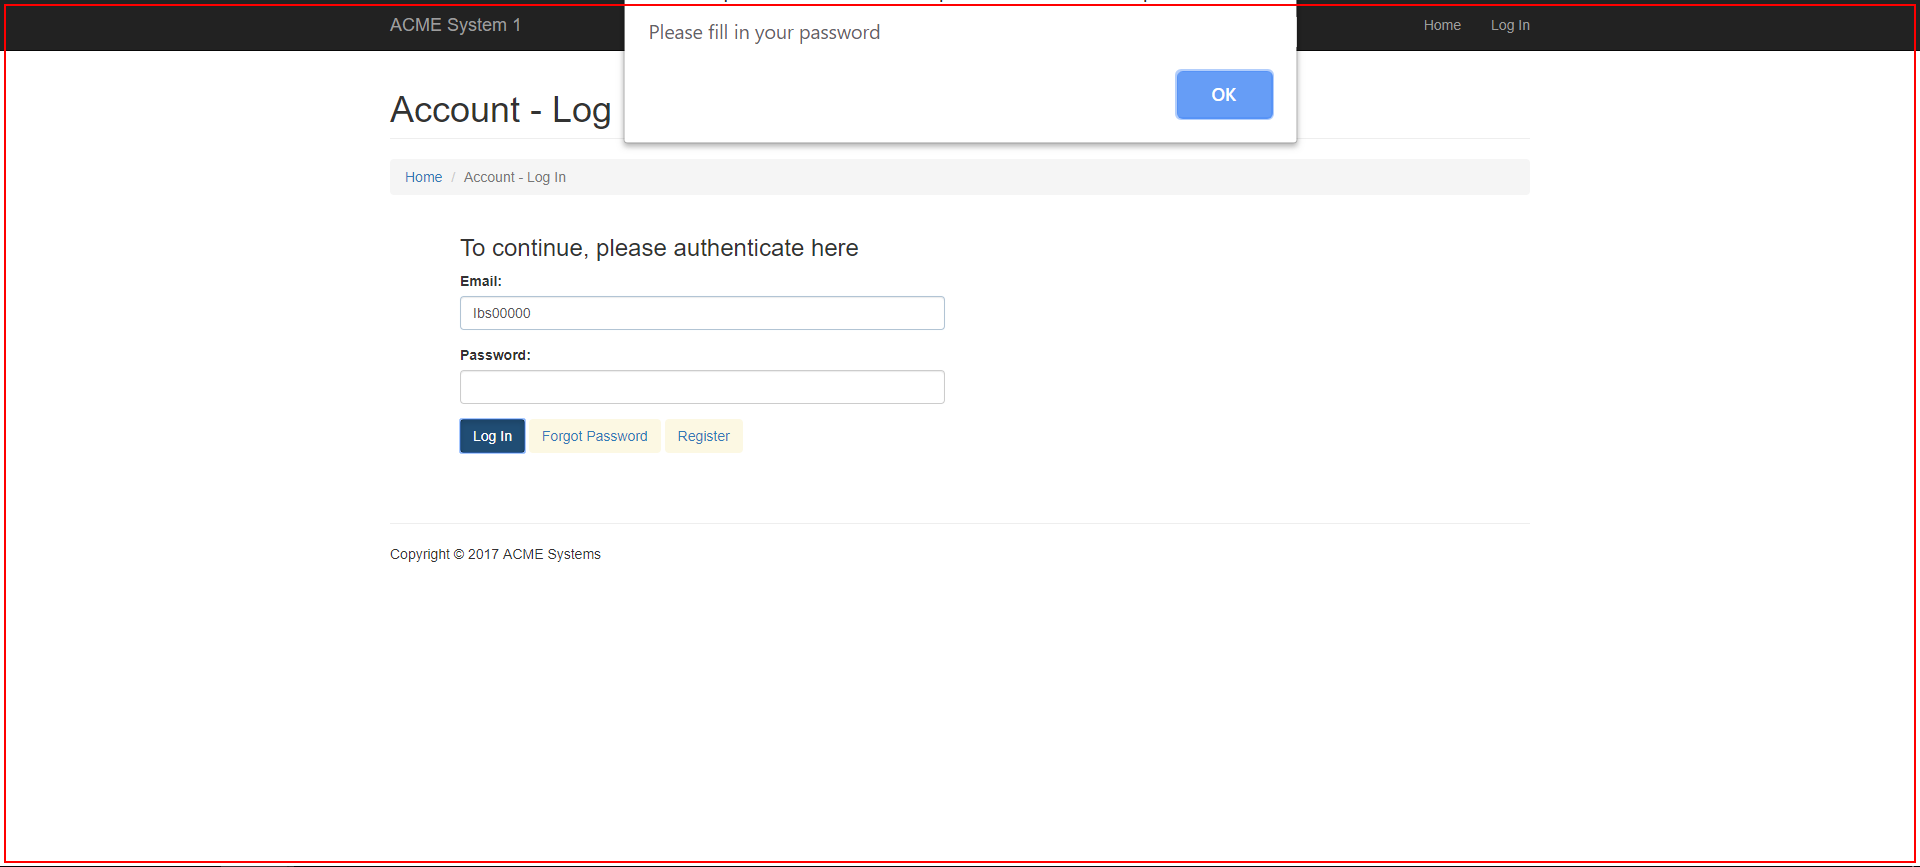 ACME System 1
Home
Log In
Please fill in your password
OK
Account - Log
Home / Account - Log In
To continue, please authenticate here
Email:
lbs00000
Password:
Log In
Forgot Password
Register
Copyright © 2017 ACME Systems